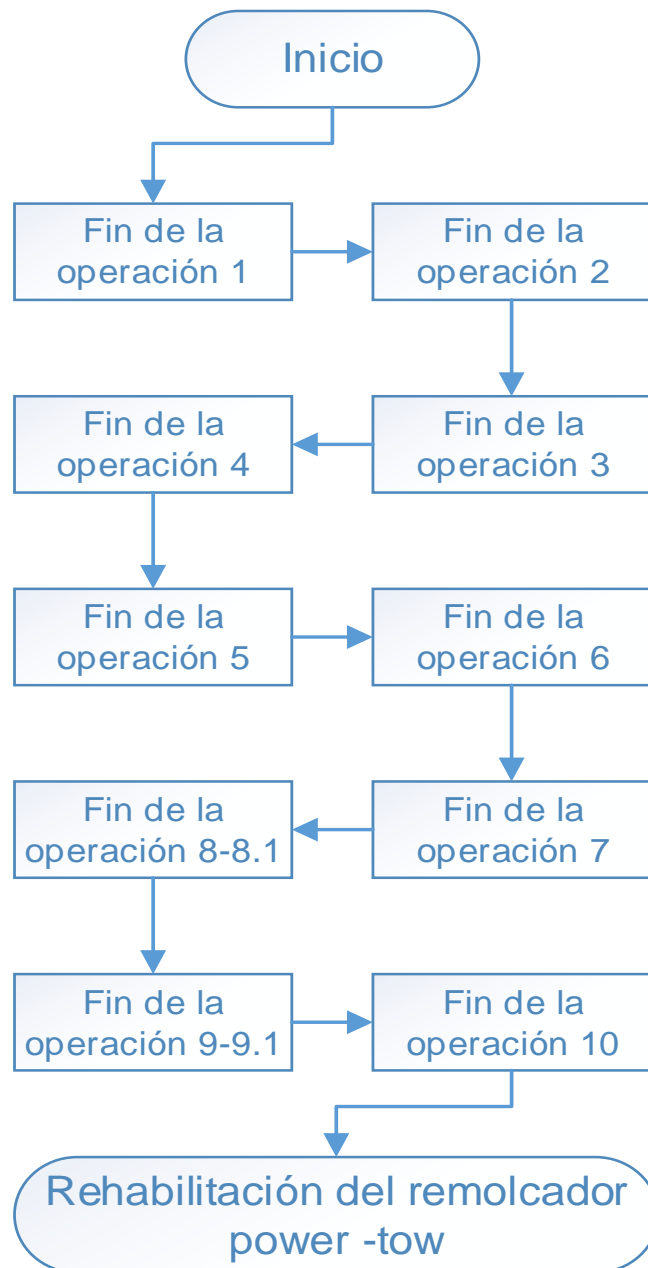 Inicio
Fin de la
operación 1
Fin de la
operación 2
Fin de la
operación 3
Fin de la
operación 4
Fin de la
operación 5
Fin de la
operación 6
Fin de la
operación 7
Fin de la
operación 8-8.1
Fin de la
operación 9-9.1
Fin de la
operación 10
Rehabilitación del remolcador
power -tow